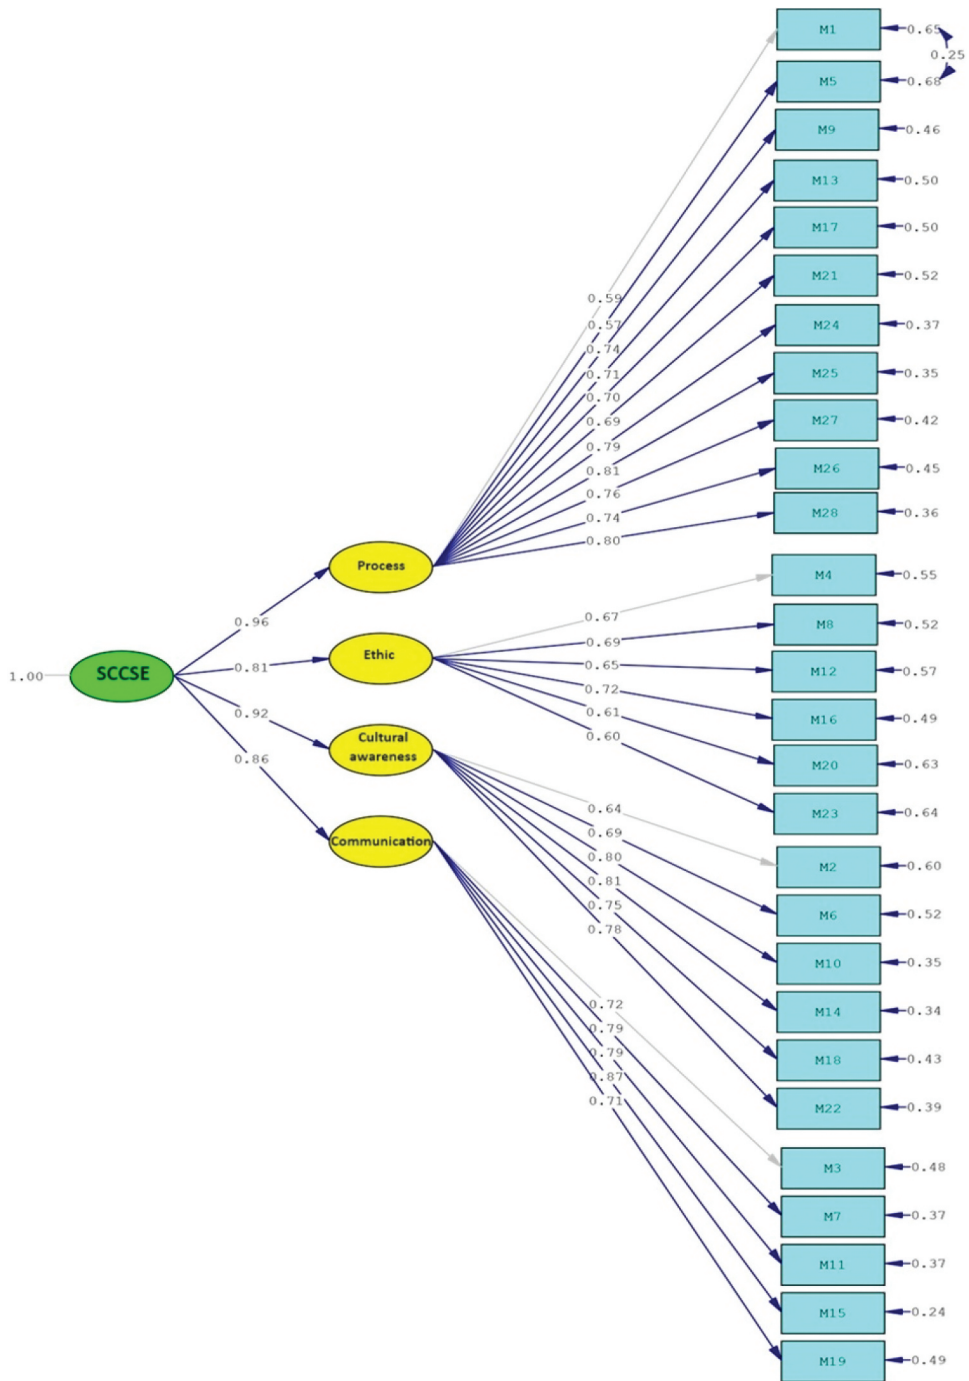 M1
0.65
0.25
M5
0.68
M9
0.46
M13
0.50
M17
0.50
M21
0.52
0.59
0.57
M24
0.37
0.74
0.71
M25
0.35
0.70
0.69
M27
0.42
0.79
0.81
M26
0.45
0.76
0.74
M28
0.36
0.80
Process
M4
0.55
0.96
0.67
M8
0.52
0.69
Ethic
0.81
0.65
M12
0.57
1.00
SCCSE
0.72
0.92
0.61
M16
0.49
0.60
Cultural
awareness
0.86
M20
0.63
0.64
M23
0.64
0.69
Communication
0.80
M2
0.60
0.81
0.75
M6
0.52
0.78
M10
0.35
0.72
M14
0.34
0.79
0.79
M18
0.43
0.87
0.71
M22
0.39
M3
0.48
M7
0.37
M11
0.37
M15
0.24
M19
0.49